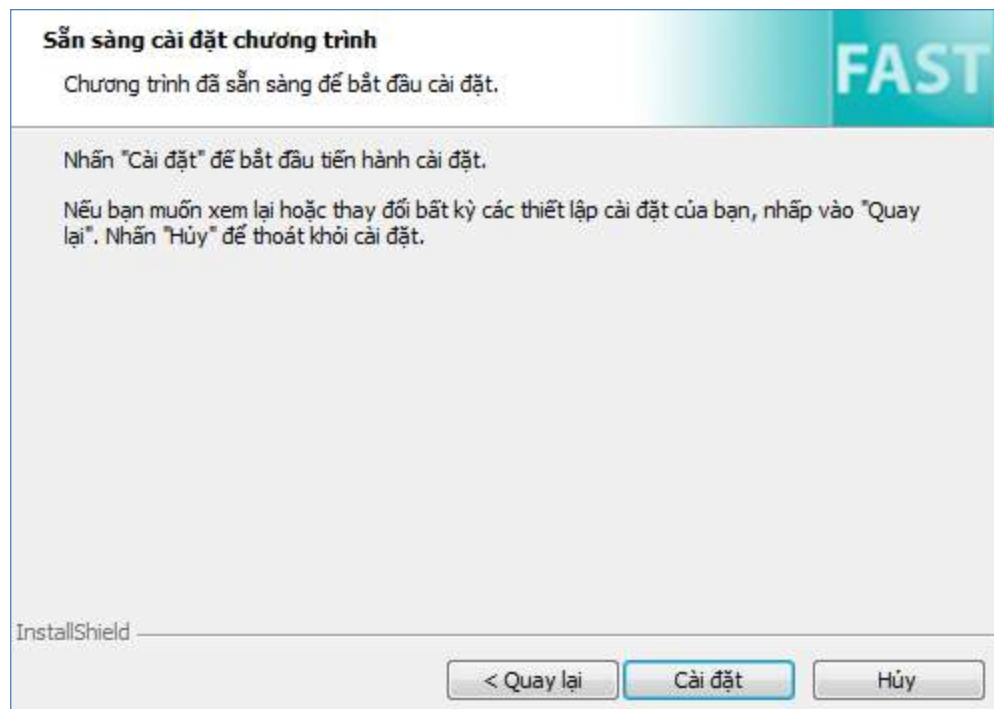 Sẵn sàng cài đặt chương trình
Chương trình đã sẵn sàng để bắt đầu cài đặt.
FAST
Nhấn "Cài đặt" để bắt đầu tiến hành cài đặt.
Nếu bạn muốn xem lại hoặc thay đổi bất kỳ các thiết lập cài đặt của bạn, nhấp vào "Quay
lại". Nhấn "Hủy" để thoát khỏi cài đặt.
InstallShield
< Quay lại
Cài đặt
Hủy